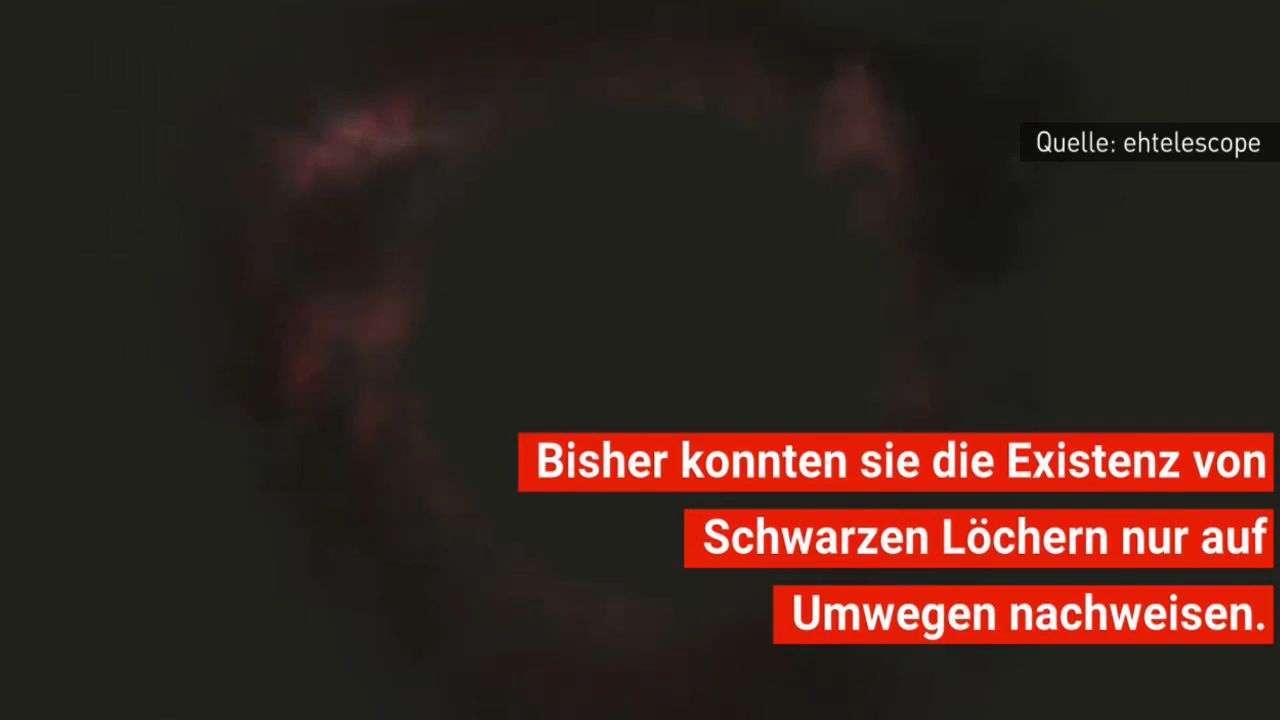 Quelle: ehtelescope
Bisher konnten sie die Existenz von
Schwarzen Löchern nur auf
Umwegen nachweisen.